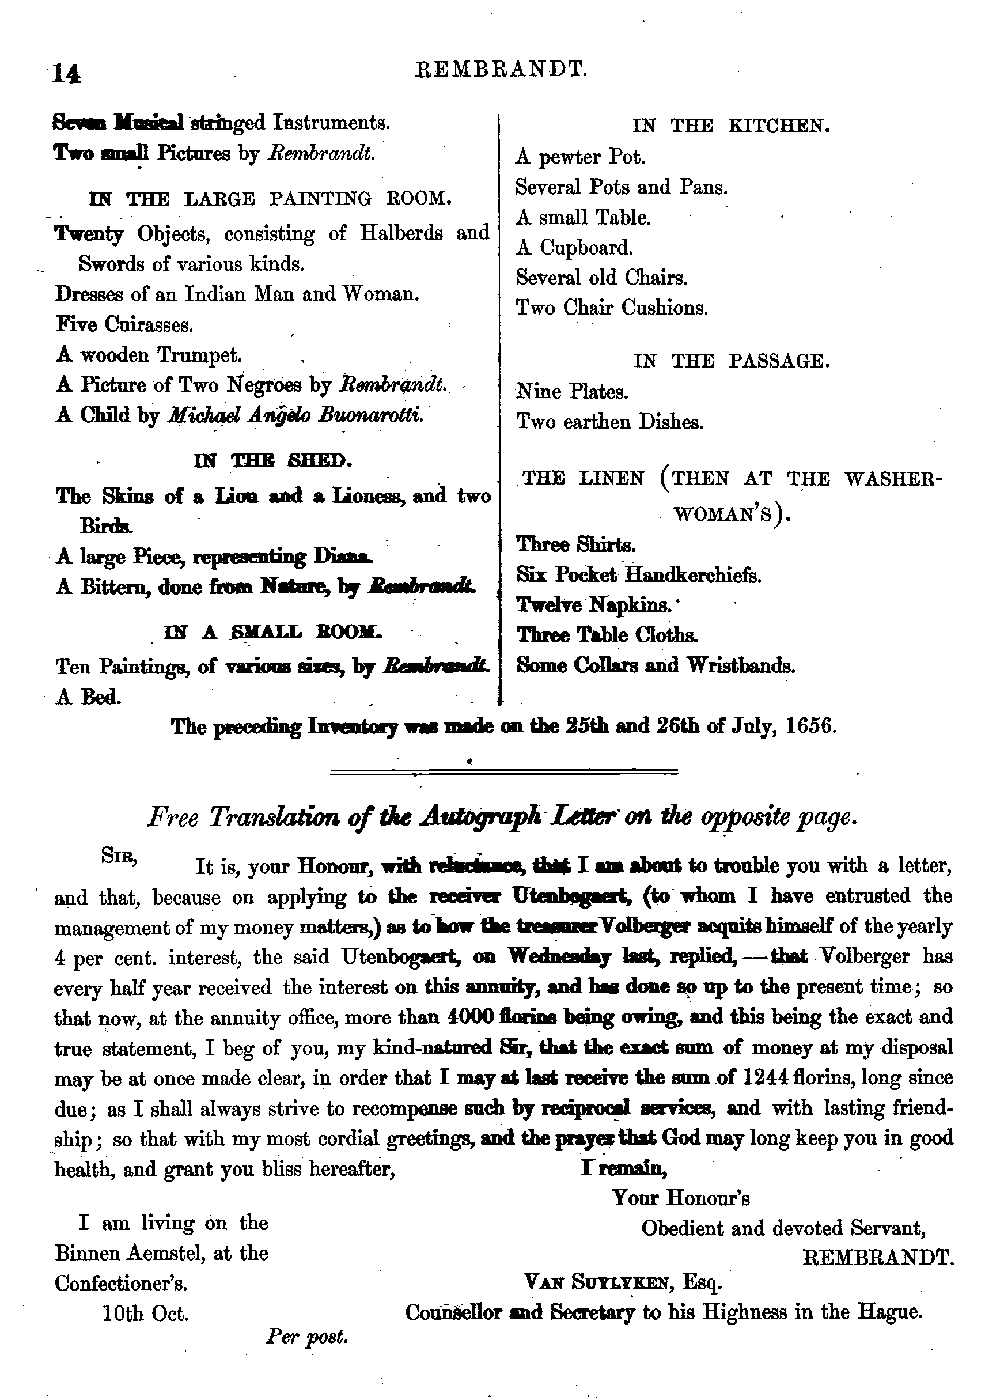 14
REMBRANDT.
Seven Musical stringed Instruments.
Two small Pictures by Rembrandt.
IN THE LARGE PAINTING ROOM.
Twenty Objects, consisting of Halberds and
Swords of various kinds.
Dresses of an Indian Man and Woman.
Five Cuirasses.
A wooden Trumpet.
A Picture of Two Negroes by Rembrandt.
A Child by Michael Angelo Buonarotti.
IN THE SHED.
The Skins of a Lion and a Lioness, and two
Birds.
A large Piece, representing Diana.
A Bittern, done from Nature, by Rembrandt.
IN A SMALL ROOM.
Ten Paintings, of various sizes, by Rembrandt.
A Bed.
IN THE KITCHEN.
A pewter Pot.
Several Pots and Pans.
A small Table.
A Cupboard.
Several old Chairs.
Two Chair Cushions.
IN THE PASSAGE.
Nine Plates.
Two earthen Dishes.
THE LINEN (THEN AT THE WASHER-
WOMAN'S).
Three Shirts.
Six Pocket Handkerchiefs.
Twelve Napkins.
Three Table Cloths.
Some Collars and Wristbands.
The preceding Inventory was made on the 25th and 26th of July, 1656.
Free Translation of the Autograph Letter on the opposite page.
SIR,
It is, your Honour, with reluctance, that I am about to trouble you with a letter,
and that, because on applying to the receiver Utenbogaert, (to whom I have entrusted the
management of my money matters,) as to how the treasurer Volberger acquits himself of the yearly
4 per cent. interest, the said Utenbogaert, on Wednesday last, replied,—that Volberger has
every half year received the interest on this annuity, and has done so up to the present time; so
that now, at the annuity office, more than 4000 florins being owing, and this being the exact and
true statement, I beg of you, my kind-natured Sir, that the exact sum of money at my disposal
may be at once made clear, in order that I may at last receive the sum of 1244 florins, long since
due; as I shall always strive to recompense such by reciprocal services, and with lasting friend-
ship; so that with my most cordial greetings, and the prayer that God may long keep you in good
health, and grant you bliss hereafter,
I remain,
Your Honour's
Obedient and devoted Servant,
REMBRANDT.
I am living on the
Binnen Aemstel, at the
Confectioner's.
10th Oct.
Per post.
VAN SUYLYKEN, Esq.
Counsellor and Secretary to his Highness in the Hague.